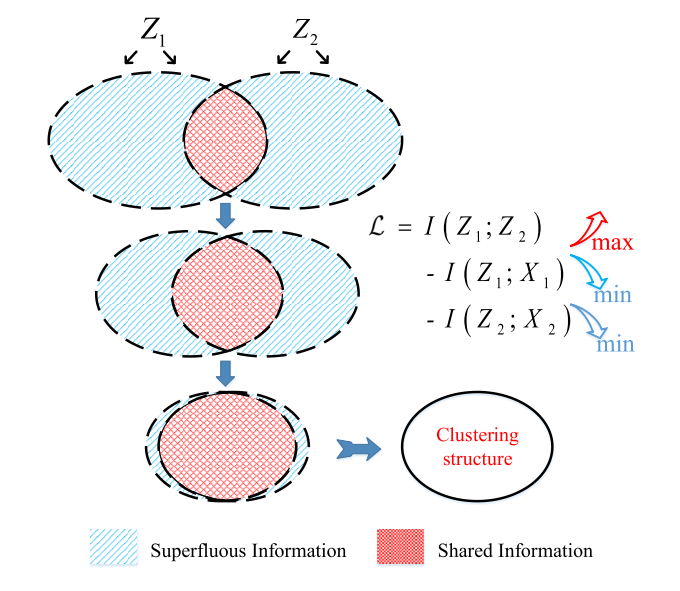 Z₁ Z₂
ℒ = I(Z₁;Z₂)
max
- I(Z₁;X₁)
min
- I(Z₂;X₂)
min
Clustering
structure
Superfluous Information
Shared Information